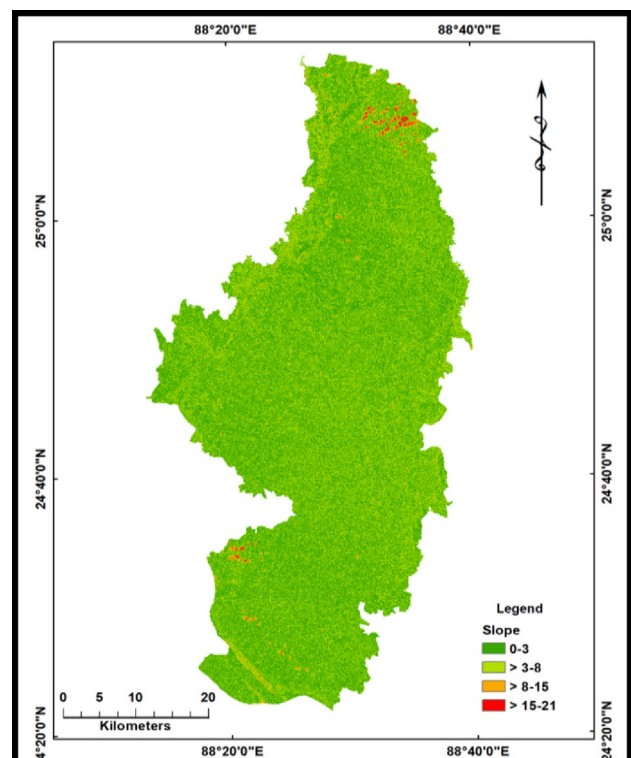 88°20'0"E 88°40'0"E
25°0'0"N 25°0'0"N
24°40'0"N 24°40'0"N
24°20'0"N 24°20'0"N
Legend
Slope
0-3
> 3-8
> 8-15
> 15-21
0 5 10 20
Kilometers
88°20'0"E 88°40'0"E